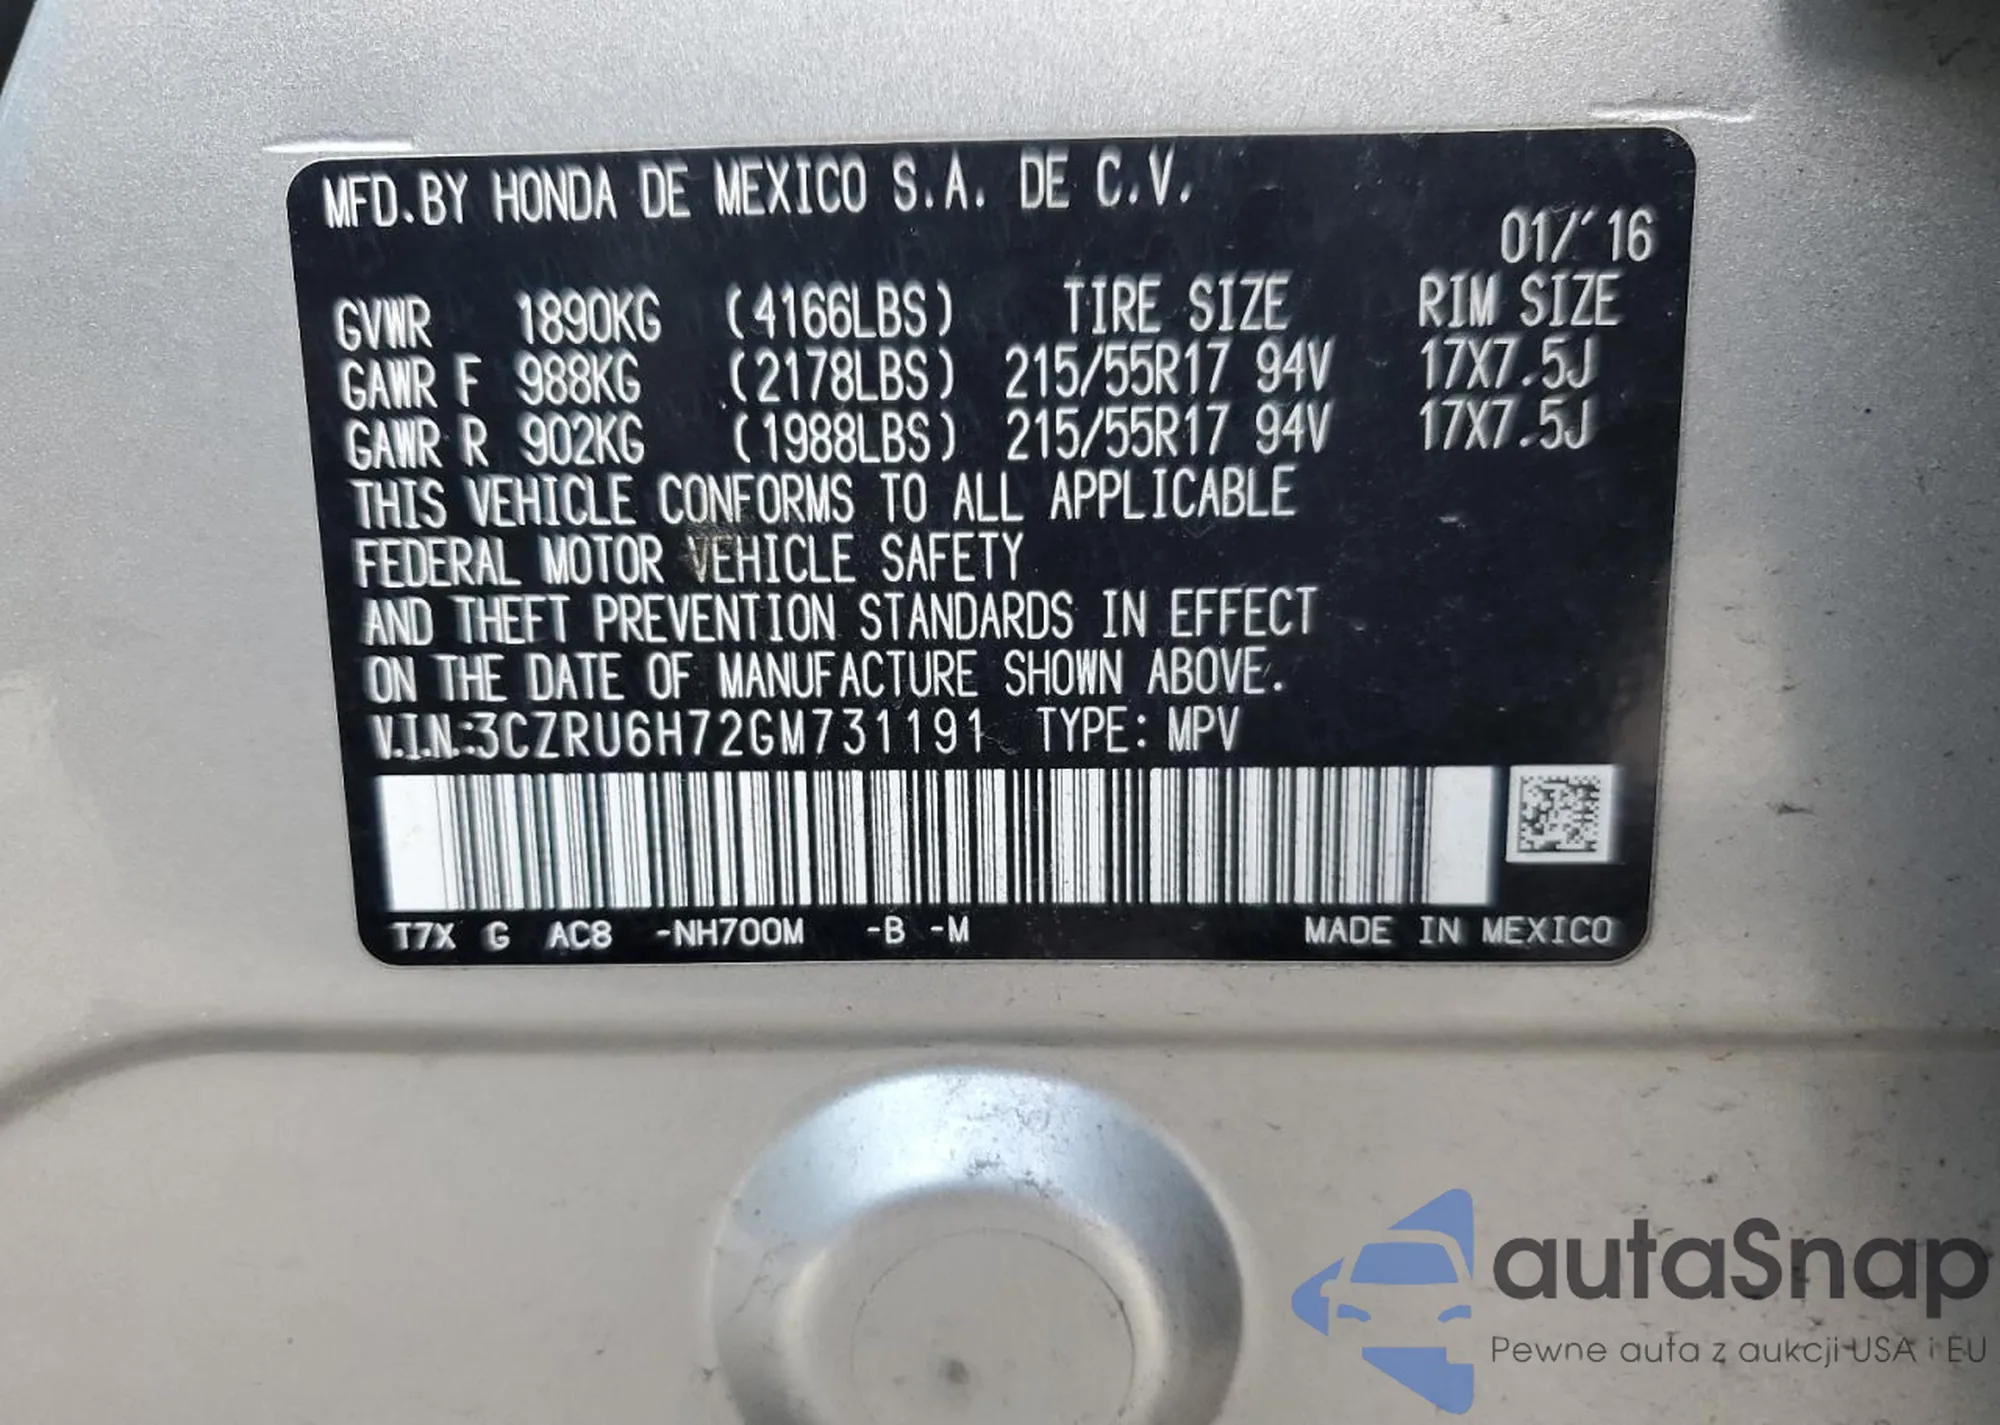 MFD.BY HONDA DE MEXICO S.A. DE C.V.
01/'16
GVWR 1890KG (4166LBS) TIRE SIZE RIM SIZE
GAWR F 988KG (2178LBS) 215/55R17 94V 17X7.5J
GAWR R 902KG (1988LBS) 215/55R17 94V 17X7.5J
THIS VEHICLE CONFORMS TO ALL APPLICABLE
FEDERAL MOTOR VEHICLE SAFETY
AND THEFT PREVENTION STANDARDS IN EFFECT
ON THE DATE OF MANUFACTURE SHOWN ABOVE.
V.I.N.:3CZRU6H72GM731191 TYPE: MPV
T7X G AC8 -NH700M -B -M MADE IN MEXICO
autaSnap
Pewne auta z aukcji USA i EU